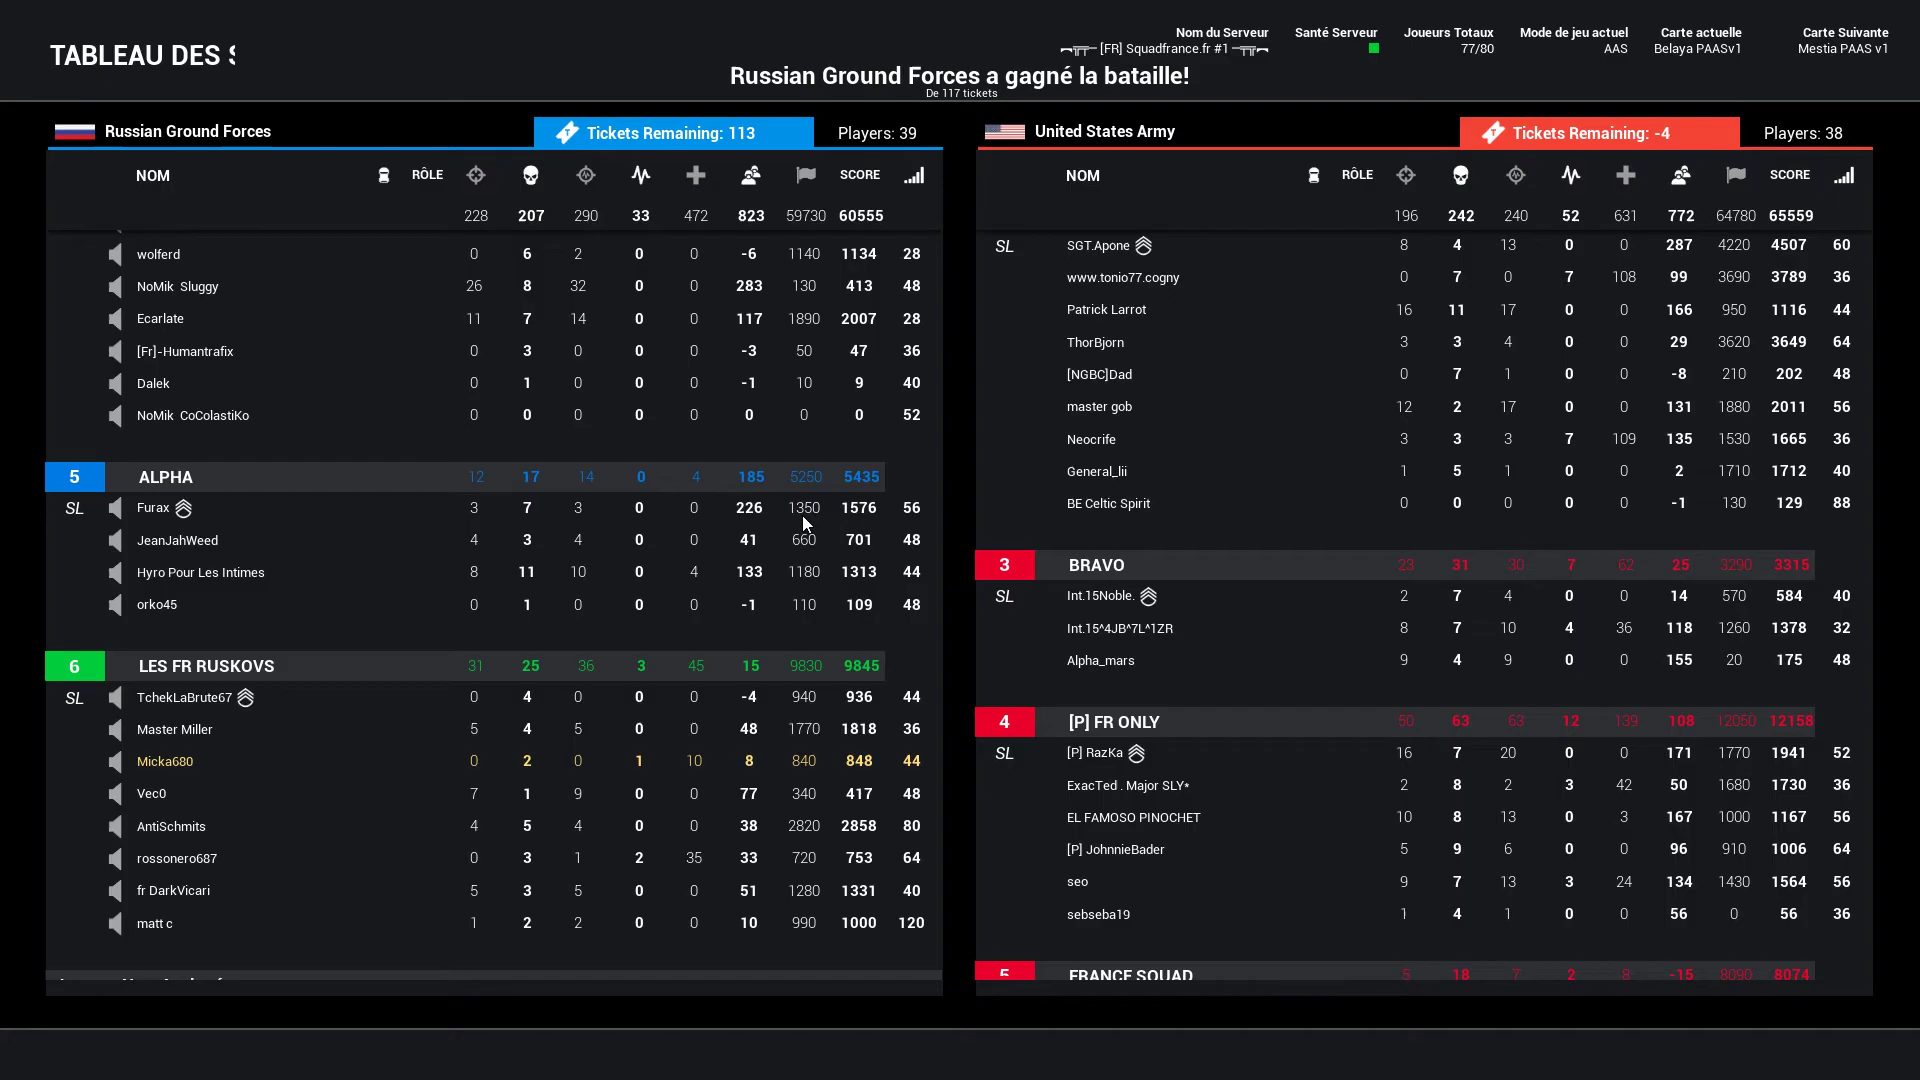 TABLEAU DES
Nom du Serveur
[FR] Squadfrance.fr #1
Santé Serveur
Joueurs Totaux
77/80
Mode de jeu actuel
AAS
Carte actuelle
Belaya PAASv1
Carte Suivante
Mestia PAAS v1
Russian Ground Forces a gagné la bataille!
De 117 tickets
Russian Ground Forces Tickets Remaining: 113 Players: 39
NOM RÔLE SCORE
228 207 290 33 472 823 59730 60555
wolferd 0 6 2 0 0 -6 1140 1134 28
NoMik Sluggy 26 8 32 0 0 283 130 413 48
Ecarlate 11 7 14 0 0 117 1890 2007 28
[Fr]-Humantrafix 0 3 0 0 0 -3 50 47 36
Dalek 0 1 0 0 0 -1 10 9 40
NoMik CoColastiKo 0 0 0 0 0 0 0 0 52
5 ALPHA 12 17 14 0 4 185 5250 5435
SL Furax 3 7 3 0 0 226 1350 1576 56
JeanJahWeed 4 3 4 0 0 41 660 701 48
Hyro Pour Les Intimes 8 11 10 0 4 133 1180 1313 44
orko45 0 1 0 0 0 -1 110 109 48
6 LES FR RUSKOVS 31 25 36 3 45 15 9830 9845
SL TchekLaBrute67 0 4 0 0 0 -4 940 936 44
Master Miller 5 4 5 0 0 48 1770 1818 36
Micka680 0 2 0 1 10 8 840 848 44
Vec0 7 1 9 0 0 77 340 417 48
AntiSchmits 4 5 4 0 0 38 2820 2858 80
rossonero687 0 3 1 2 35 33 720 753 64
fr DarkVicari 5 3 5 0 0 51 1280 1331 40
matt c 1 2 2 0 0 10 990 1000 120
United States Army Tickets Remaining: -4 Players: 38
NOM RÔLE SCORE
196 242 240 52 631 772 64780 65559
SL SGT.Apone 8 4 13 0 0 287 4220 4507 60
www.tonio77.cogny 0 7 0 7 108 99 3690 3789 36
Patrick Larrot 16 11 17 0 0 166 950 1116 44
ThorBjorn 3 3 4 0 0 29 3620 3649 64
[NGBC]Dad 0 7 1 0 0 -8 210 202 48
master gob 12 2 17 0 0 131 1880 2011 56
Neocrife 3 3 3 7 109 135 1530 1665 36
General_lii 1 5 1 0 0 2 1710 1712 40
BE Celtic Spirit 0 0 0 0 0 -1 130 129 88
3 BRAVO 23 31 30 7 62 25 3290 3315
SL Int.15Noble. 2 7 4 0 0 14 570 584 40
Int.15^4JB^7L^1ZR 8 7 10 4 36 118 1260 1378 32
Alpha_mars 9 4 9 0 0 155 20 175 48
4 [P] FR ONLY 50 63 63 12 139 108 12050 12158
SL [P] RazKa 16 7 20 0 0 171 1770 1941 52
ExacTed . Major SLY* 2 8 2 3 42 50 1680 1730 36
EL FAMOSO PINOCHET 10 8 13 0 3 167 1000 1167 56
[P] JohnnieBader 5 9 6 0 0 96 910 1006 64
seo 9 7 13 3 24 134 1430 1564 56
sebseba19 1 4 1 0 0 56 0 56 36
5 FRANCE SQUAD 5 18 7 2 8 -15 8090 8074